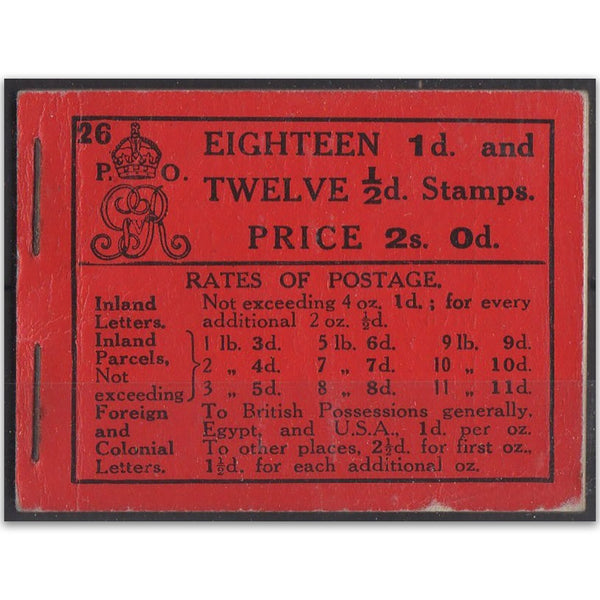 26
P. O.
GR
EIGHTEEN 1d. and
TWELVE ½d. Stamps.
PRICE 2s. 0d.
RATES OF POSTAGE.
Inland Letters. Not exceeding 4 oz. 1d. ; for every additional 2 oz. ½d.
Inland Parcels, Not exceeding
1 lb. 3d. 5 lb. 6d. 9 lb. 9d.
2 „ 4d. 7 „ 7d. 10 „ 10d.
3 „ 5d. 8 „ 8d. 11 „ 11d.
Foreign and Colonial Letters.
To British Possessions generally,
Egypt, and U.S.A., 1d. per oz.
To other places, 2½d. for first oz.,
1½d. for each additional oz.